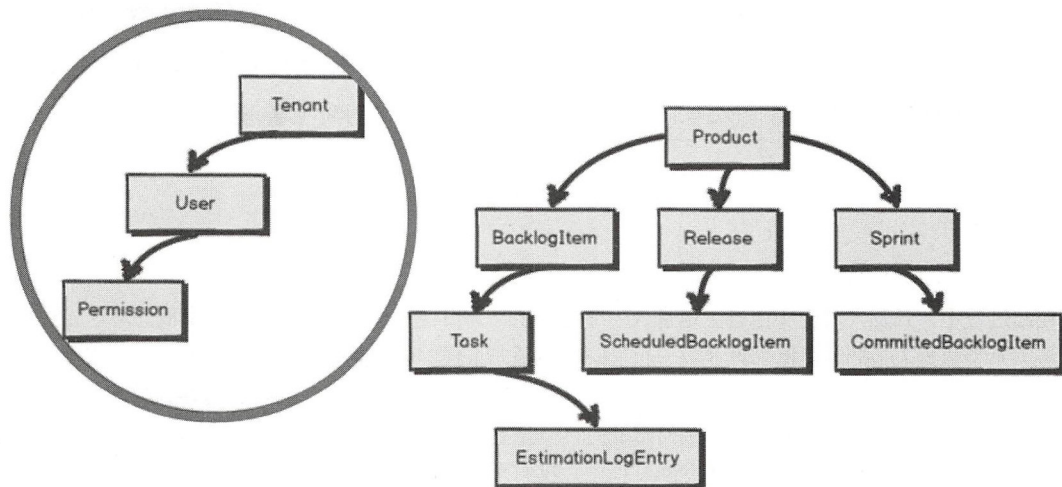 Tenant
User
Permission
Product
BacklogItem
Release
Sprint
Task
ScheduledBacklogItem
CommittedBacklogItem
EstimationLogEntry